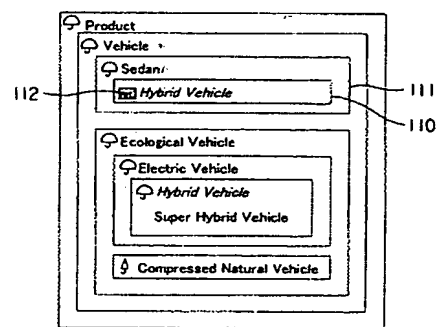 Product
Vehicle
Sedan
112
Hybrid Vehicle
111
110
Ecological Vehicle
Electric Vehicle
Hybrid Vehicle
Super Hybrid Vehicle
Compressed Natural Vehicle